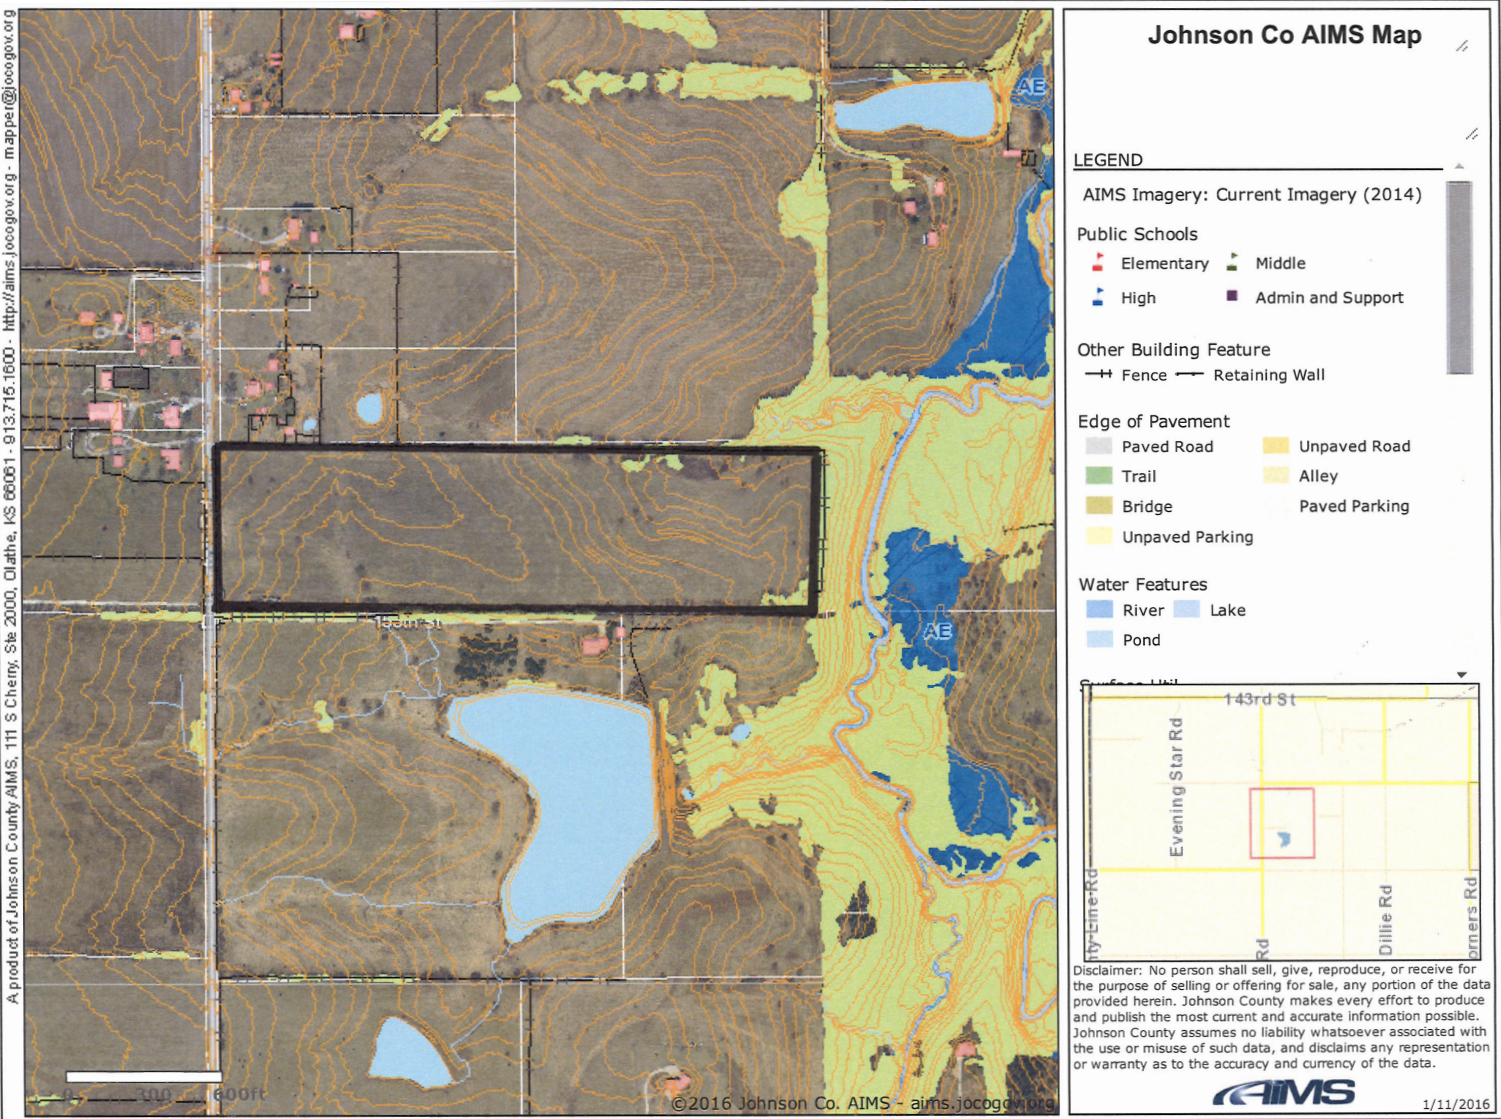 A product of Johnson County AIMS, 111 S Cherry, Ste 2000, Olathe, KS 66061 - 913.715.1600 - http://aims.jocogov.org - mapper@jocogov.org
AE
AE
600ft
©2016 Johnson Co. AIMS - aims.jocogov.org
Johnson Co AIMS Map
LEGEND
AIMS Imagery: Current Imagery (2014)
Public Schools
Elementary Middle
High Admin and Support
Other Building Feature
Fence Retaining Wall
Edge of Pavement
Paved Road Unpaved Road
Trail Alley
Bridge Paved Parking
Unpaved Parking
Water Features
River Lake
Pond
143rd St
Evening Star Rd
Rd
Dillie Rd
Disclaimer: No person shall sell, give, reproduce, or receive for
the purpose of selling or offering for sale, any portion of the data
provided herein. Johnson County makes every effort to produce
and publish the most current and accurate information possible.
Johnson County assumes no liability whatsoever associated with
the use or misuse of such data, and disclaims any representation
or warranty as to the accuracy and currency of the data.
AIMS
1/11/2016